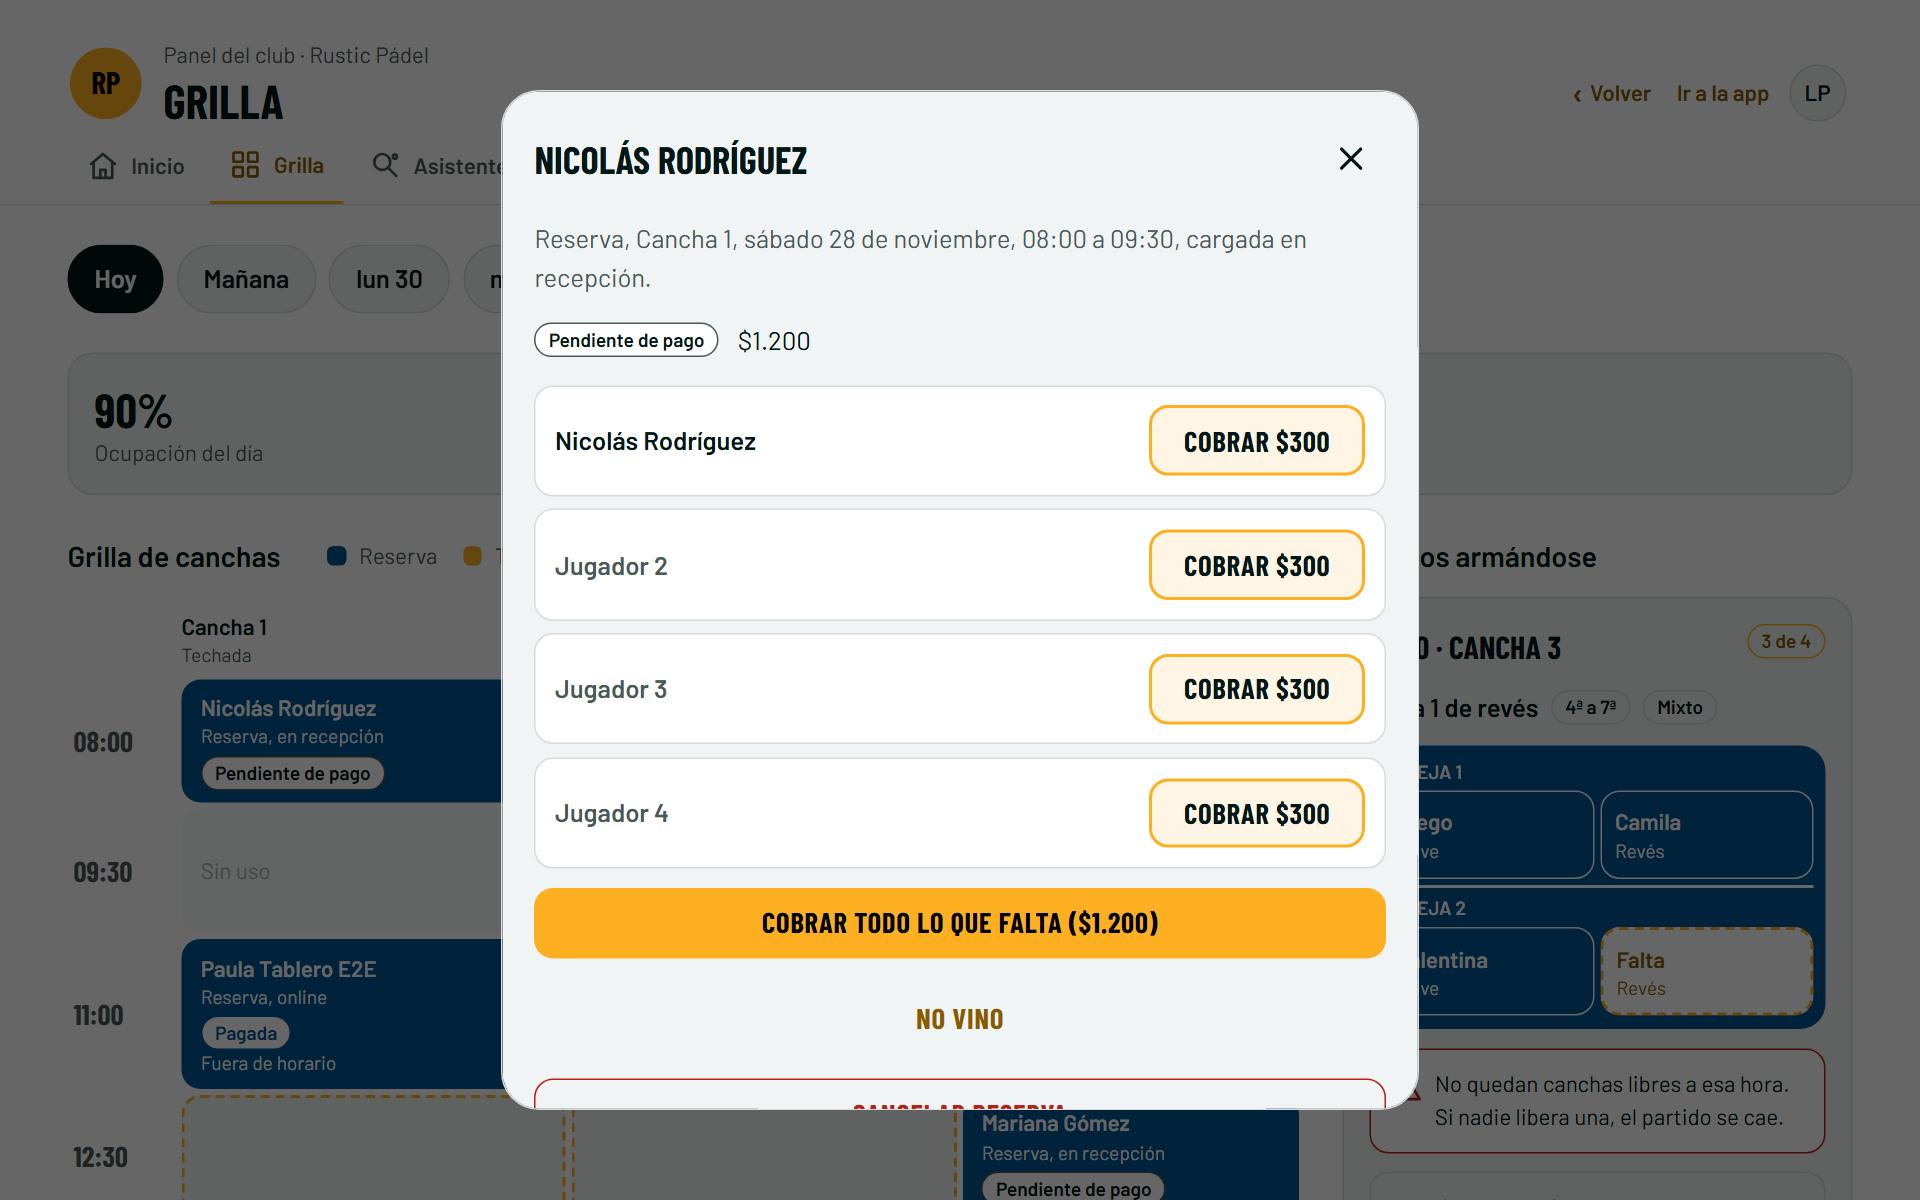 RP
Panel del club · Rustic Pádel
GRILLA
‹ Volver
Ir a la app
LP
Inicio
Grilla
Asistente
Hoy
Mañana
lun 30
90%
Ocupación del día
Grilla de canchas
Reserva
Cancha 1
Techada
08:00
Nicolás Rodríguez
Reserva, en recepción
Pendiente de pago
09:30
Sin uso
11:00
Paula Tablero E2E
Reserva, online
Pagada
Fuera de horario
12:30
NICOLÁS RODRÍGUEZ
Reserva, Cancha 1, sábado 28 de noviembre, 08:00 a 09:30, cargada en
recepción.
Pendiente de pago
$1.200
Nicolás Rodríguez
COBRAR $300
Jugador 2
COBRAR $300
Jugador 3
COBRAR $300
Jugador 4
COBRAR $300
COBRAR TODO LO QUE FALTA ($1.200)
NO VINO
CANCELAR RESERVA
Mariana Gómez
Reserva, en recepción
Pendiente de pago
os armándose
· CANCHA 3
3 de 4
1 de revés
4ª a 7ª
Mixto
EJA 1
Camila
Revés
EJA 2
Falta
Revés
No quedan canchas libres a esa hora.
Si nadie libera una, el partido se cae.